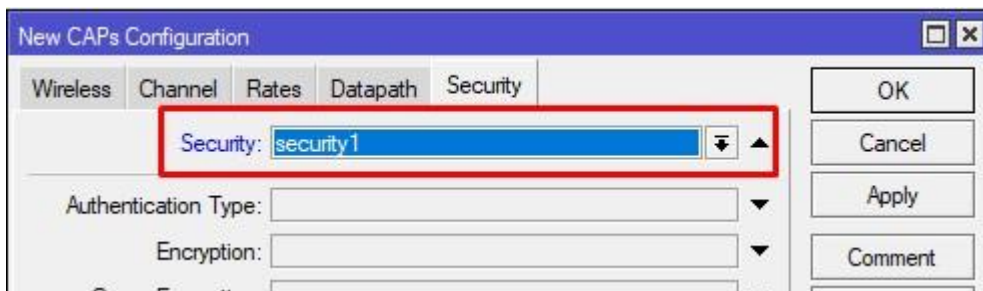 New CAPs Configuration
Wireless Channel Rates Datapath Security
OK
Security: security1
Cancel
Authentication Type:
Apply
Encryption:
Comment